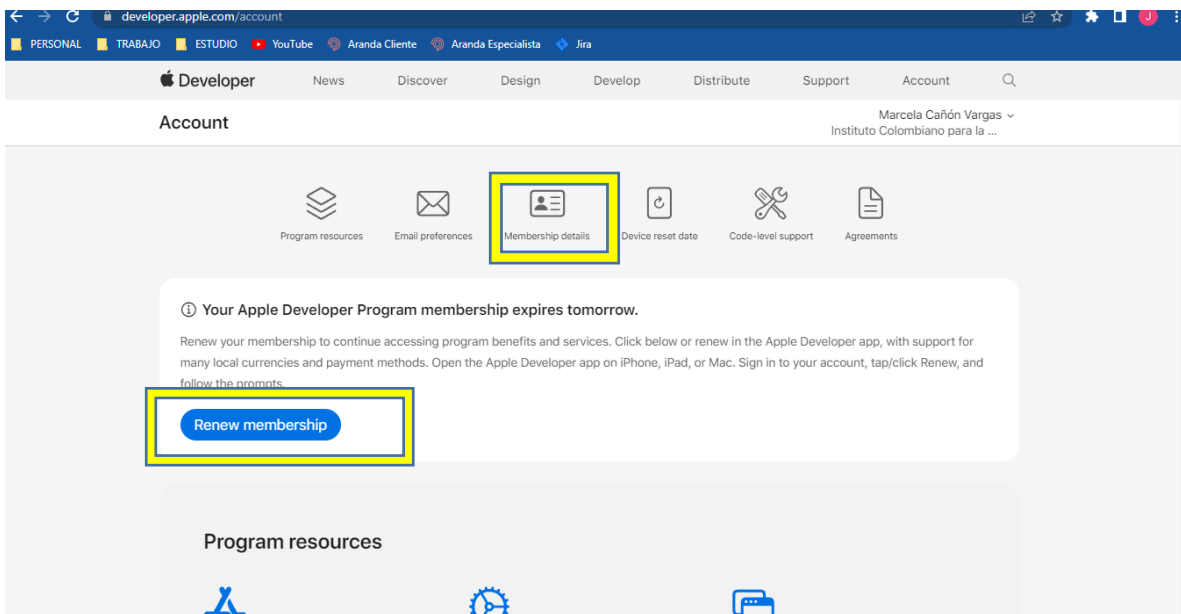 developer.apple.com/account
J
PERSONAL TRABAJO ESTUDIO YouTube Aranda Cliente Aranda Especialista Jira
Developer News Discover Design Develop Distribute Support Account
Account
Marcela Cañón Vargas
Instituto Colombiano para la ...
Program resources Email preferences Membership details Device reset date Code-level support Agreements
Your Apple Developer Program membership expires tomorrow.
Renew your membership to continue accessing program benefits and services. Click below or renew in the Apple Developer app, with support for
many local currencies and payment methods. Open the Apple Developer app on iPhone, iPad, or Mac. Sign in to your account, tap/click Renew, and
follow the prompts.
Renew membership
Program resources